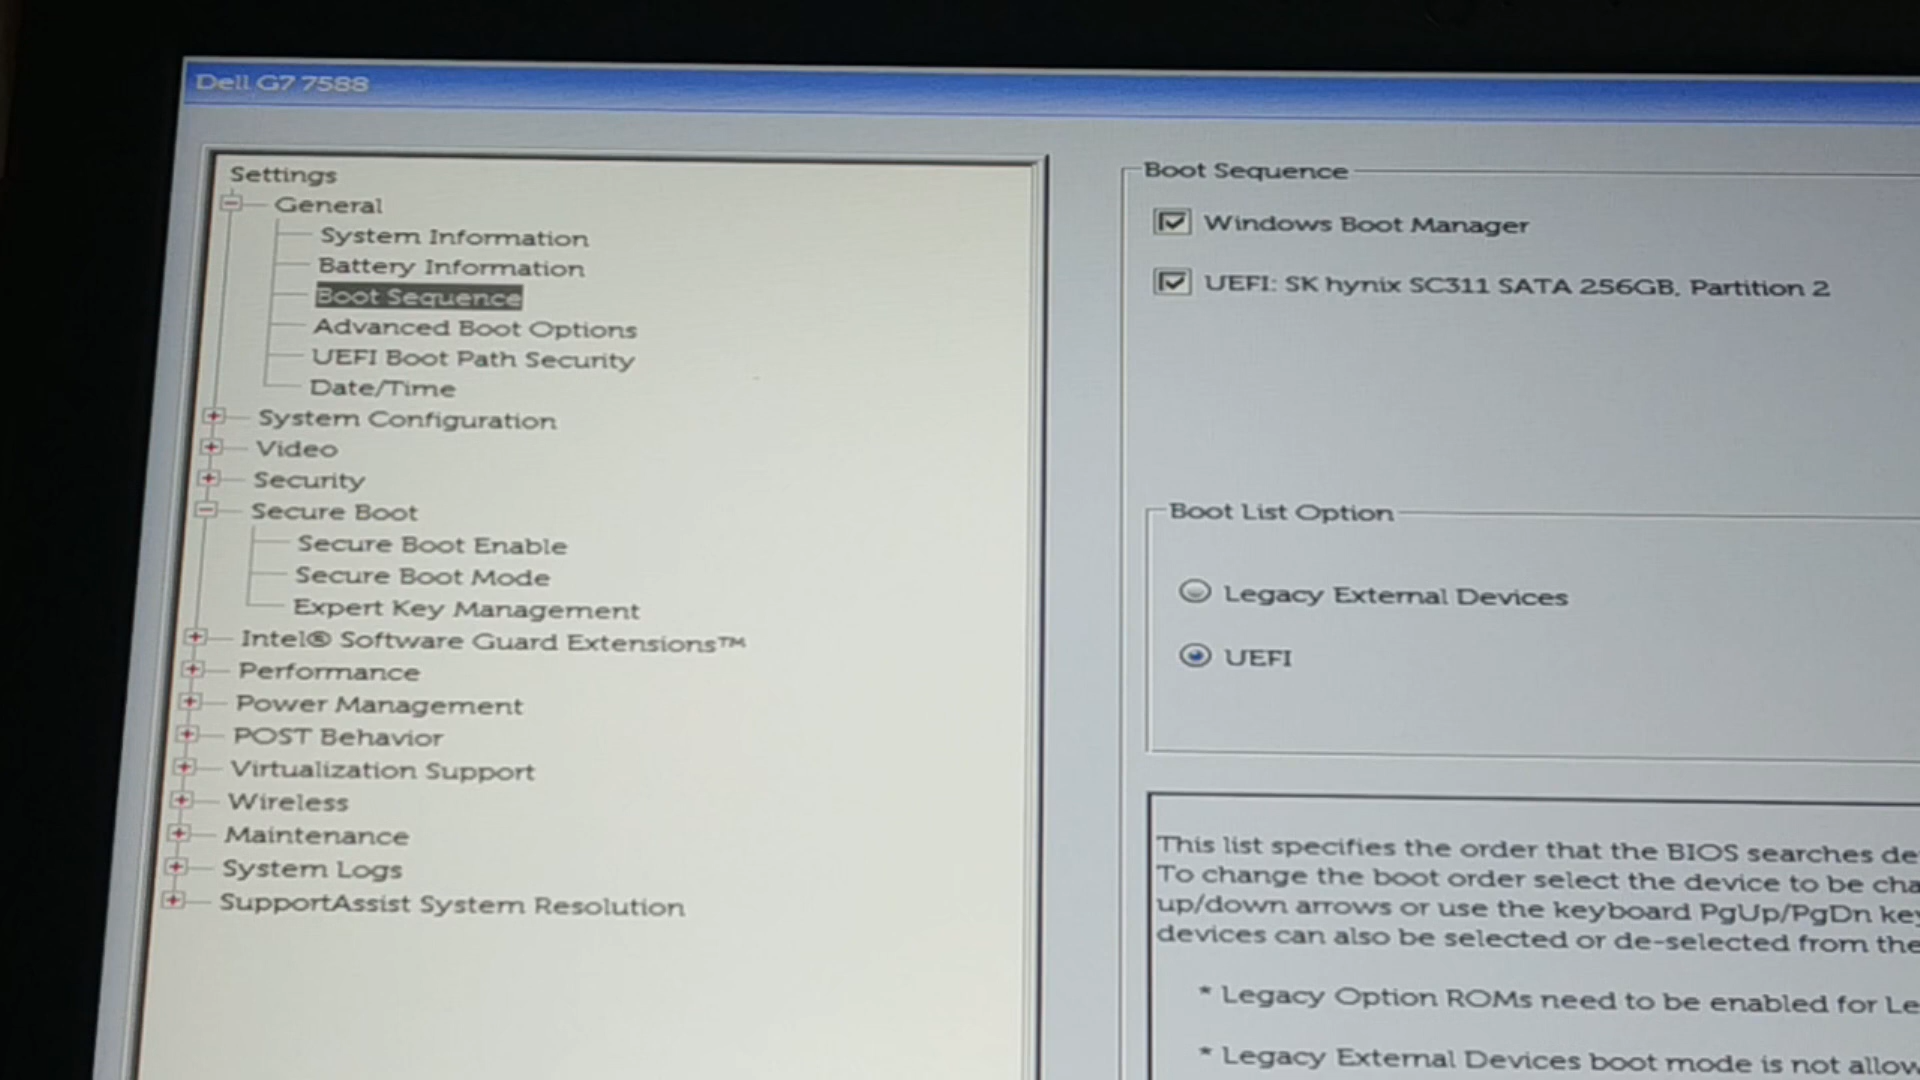 Dell G7 7588
Settings
General
System Information
Battery Information
Boot Sequence
Advanced Boot Options
UEFI Boot Path Security
Date/Time
System Configuration
Video
Security
Secure Boot
Secure Boot Enable
Secure Boot Mode
Expert Key Management
Intel® Software Guard Extensions™
Performance
Power Management
POST Behavior
Virtualization Support
Wireless
Maintenance
System Logs
SupportAssist System Resolution
Boot Sequence
Windows Boot Manager
UEFI: SK hynix SC311 SATA 256GB, Partition 2
Boot List Option
Legacy External Devices
UEFI
This list specifies the order that the BIOS searches de
To change the boot order select the device to be cha
up/down arrows or use the keyboard PgUp/PgDn key
devices can also be selected or de-selected from the
* Legacy Option ROMs need to be enabled for Le
* Legacy External Devices boot mode is not allow